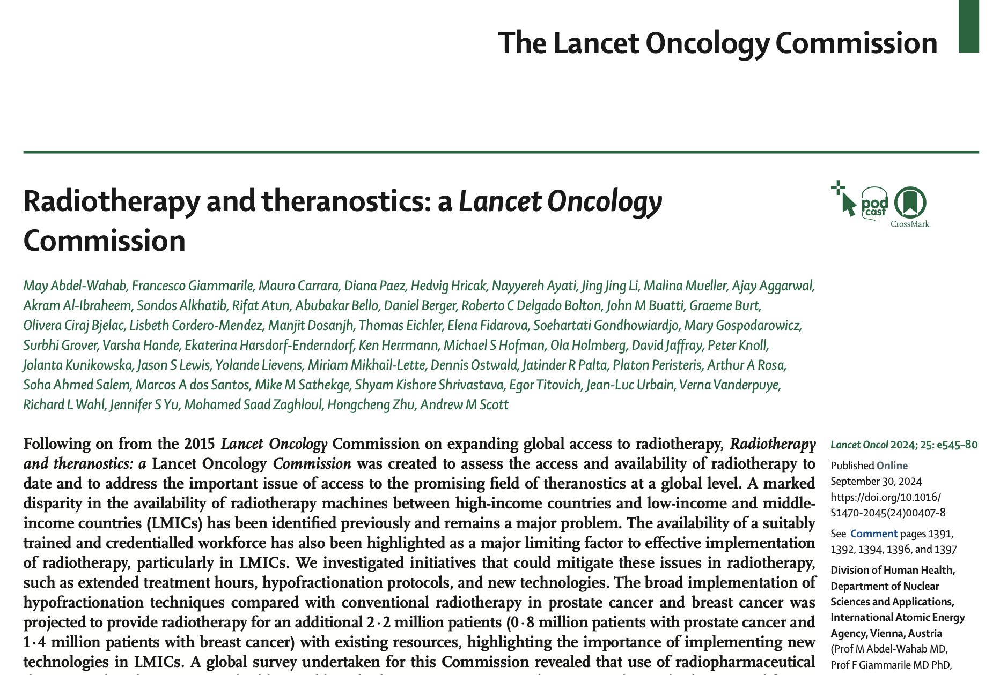 The Lancet Oncology Commission
Radiotherapy and theranostics: a Lancet Oncology
Commission
pod
cast
CrossMark
May Abdel-Wahab, Francesco Giammarile, Mauro Carrara, Diana Paez, Hedvig Hricak, Nayyereh Ayati, Jing Jing Li, Malina Mueller, Ajay Aggarwal,
Akram Al-Ibraheem, Sondos Alkhatib, Rifat Atun, Abubakar Bello, Daniel Berger, Roberto C Delgado Bolton, John M Buatti, Graeme Burt,
Olivera Ciraj Bjelac, Lisbeth Cordero-Mendez, Manjit Dosanjh, Thomas Eichler, Elena Fidarova, Soehartati Gondhowiardjo, Mary Gospodarowicz,
Surbhi Grover, Varsha Hande, Ekaterina Harsdorf-Enderndorf, Ken Herrmann, Michael S Hofman, Ola Holmberg, David Jaffray, Peter Knoll,
Jolanta Kunikowska, Jason S Lewis, Yolande Lievens, Miriam Mikhail-Lette, Dennis Ostwald, Jatinder R Palta, Platon Peristeris, Arthur A Rosa,
Soha Ahmed Salem, Marcos A dos Santos, Mike M Sathekge, Shyam Kishore Shrivastava, Egor Titovich, Jean-Luc Urbain, Verna Vanderpuye,
Richard L Wahl, Jennifer S Yu, Mohamed Saad Zaghloul, Hongcheng Zhu, Andrew M Scott
Following on from the 2015 Lancet Oncology Commission on expanding global access to radiotherapy, Radiotherapy
and theranostics: a Lancet Oncology Commission was created to assess the access and availability of radiotherapy to
date and to address the important issue of access to the promising field of theranostics at a global level. A marked
disparity in the availability of radiotherapy machines between high-income countries and low-income and middle-
income countries (LMICs) has been identified previously and remains a major problem. The availability of a suitably
trained and credentialled workforce has also been highlighted as a major limiting factor to effective implementation
of radiotherapy, particularly in LMICs. We investigated initiatives that could mitigate these issues in radiotherapy,
such as extended treatment hours, hypofractionation protocols, and new technologies. The broad implementation of
hypofractionation techniques compared with conventional radiotherapy in prostate cancer and breast cancer was
projected to provide radiotherapy for an additional 2·2 million patients (0·8 million patients with prostate cancer and
1·4 million patients with breast cancer) with existing resources, highlighting the importance of implementing new
technologies in LMICs. A global survey undertaken for this Commission revealed that use of radiopharmaceutical
Lancet Oncol 2024; 25: e545–80
Published Online
September 30, 2024
https://doi.org/10.1016/
S1470-2045(24)00407-8
See Comment pages 1391,
1392, 1394, 1396, and 1397
Division of Human Health,
Department of Nuclear
Sciences and Applications,
International Atomic Energy
Agency, Vienna, Austria
(Prof M Abdel-Wahab MD,
Prof F Giammarile MD PhD,